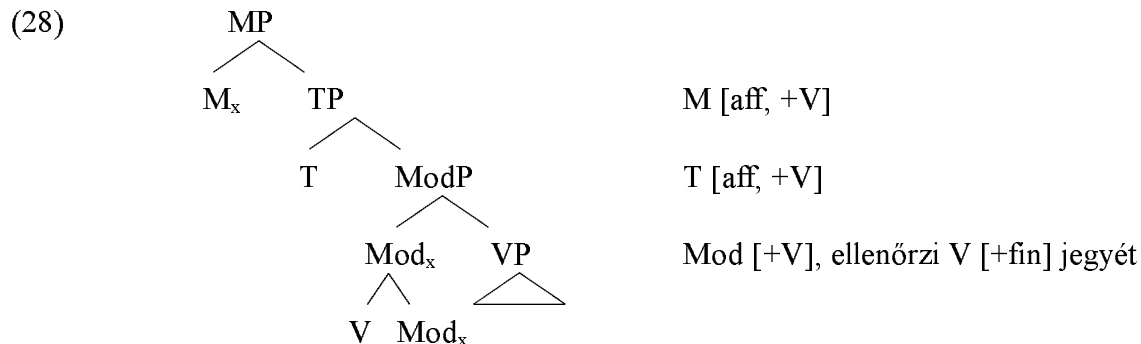 (28) MP
Mx TP M [aff, +V]
T ModP T [aff, +V]
Modx VP Mod [+V], ellenőrzi V [+fin] jegyét
V Modx